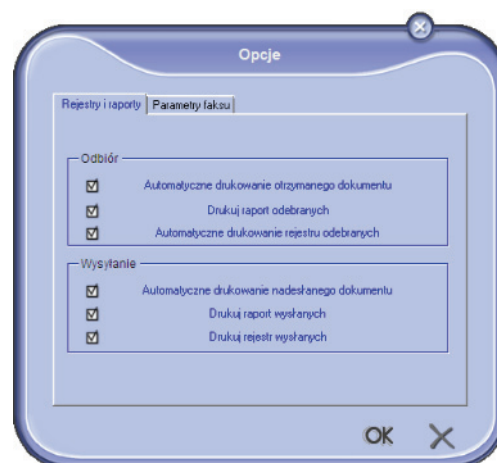 Opcje
Rejestry i raporty Parametry faksu
Odbiór
Automatyczne drukowanie otrzymanego dokumentu
Drukuj raport odebranych
Automatyczne drukowanie rejestru odebranych
Wysyłanie
Automatyczne drukowanie nadesłanego dokumentu
Drukuj raport wysłanych
Drukuj rejestr wysłanych
OK